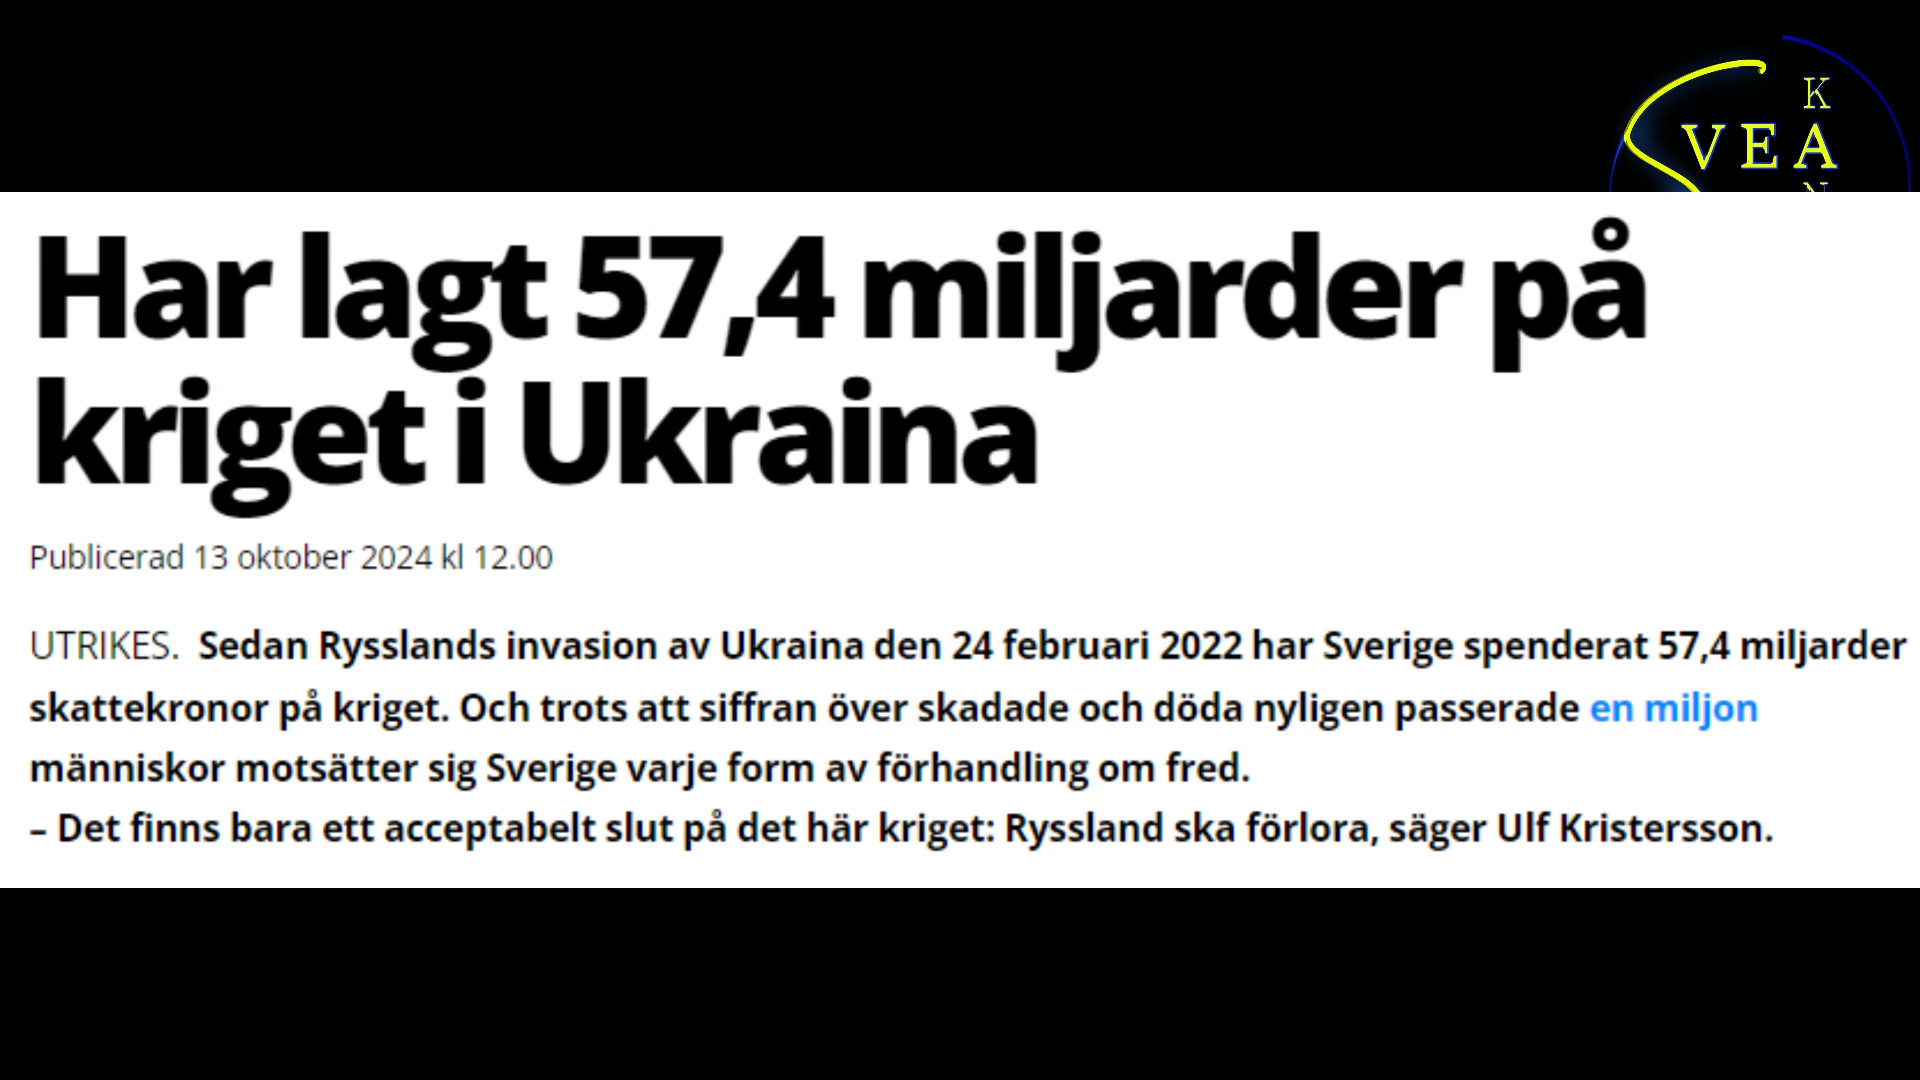 K
VEA
Har lagt 57,4 miljarder på
kriget i Ukraina
Publicerad 13 oktober 2024 kl 12.00
UTRIKES. Sedan Rysslands invasion av Ukraina den 24 februari 2022 har Sverige spenderat 57,4 miljarder
skattekronor på kriget. Och trots att siffran över skadade och döda nyligen passerade en miljon
människor motsätter sig Sverige varje form av förhandling om fred.
– Det finns bara ett acceptabelt slut på det här kriget: Ryssland ska förlora, säger Ulf Kristersson.